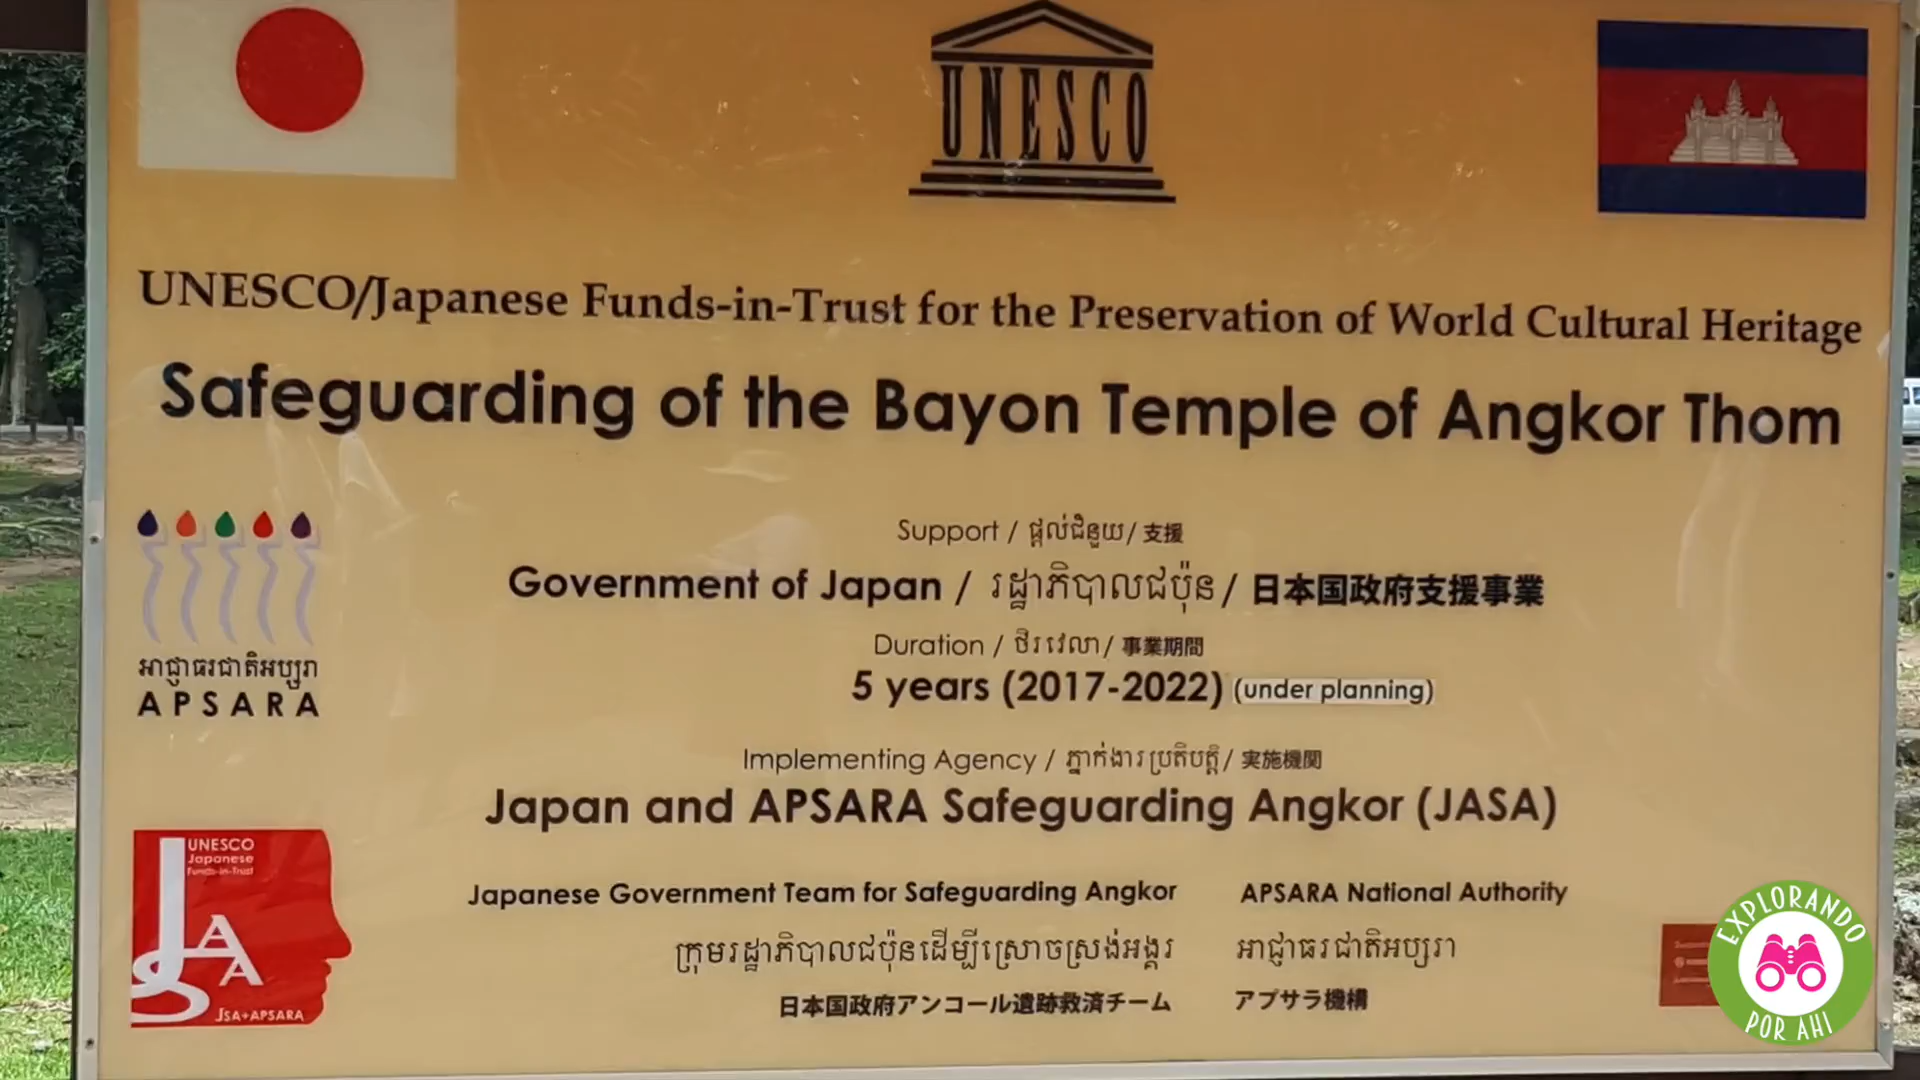 UNESCO
UNESCO/Japanese Funds-in-Trust for the Preservation of World Cultural Heritage
Safeguarding of the Bayon Temple of Angkor Thom
Support / ផ្តល់ជំនួយ / 支援
Government of Japan / រដ្ឋាភិបាលជប៉ុន / 日本国政府支援事業
Duration / ថិរវេលា / 事業期間
5 years (2017-2022) (under planning)
អាជ្ញាធរជាតិអប្សរា
APSARA
Implementing Agency / ភ្នាក់ងារប្រតិបត្តិ / 実施機関
Japan and APSARA Safeguarding Angkor (JASA)
UNESCO
Japanese
Funds-in-Trust
JASA
JSA+APSARA
Japanese Government Team for Safeguarding Angkor
ក្រុមរដ្ឋាភិបាលជប៉ុនដើម្បីស្រោចស្រង់អង្គរ
日本国政府アンコール遺跡救済チーム
APSARA National Authority
អាជ្ញាធរជាតិអប្សរា
アプサラ機構
EXPLORANDO
POR AHI